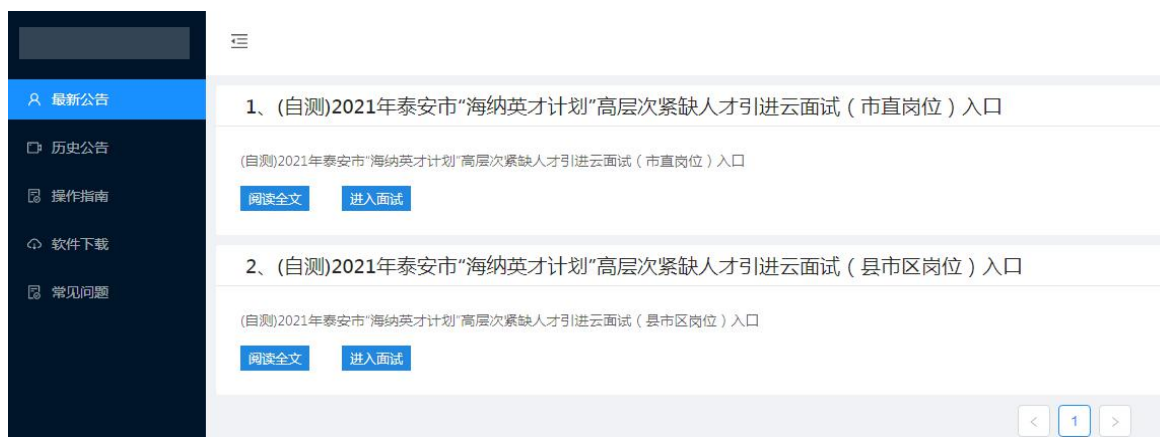 最新公告
历史公告
操作指南
软件下载
常见问题
1、(自测)2021年泰安市“海纳英才计划”高层次紧缺人才引进云面试(市直岗位)入口
(自测)2021年泰安市“海纳英才计划”高层次紧缺人才引进云面试(市直岗位)入口
阅读全文 进入面试
2、(自测)2021年泰安市“海纳英才计划”高层次紧缺人才引进云面试(县市区岗位)入口
(自测)2021年泰安市“海纳英才计划”高层次紧缺人才引进云面试(县市区岗位)入口
阅读全文 进入面试
< 1 >